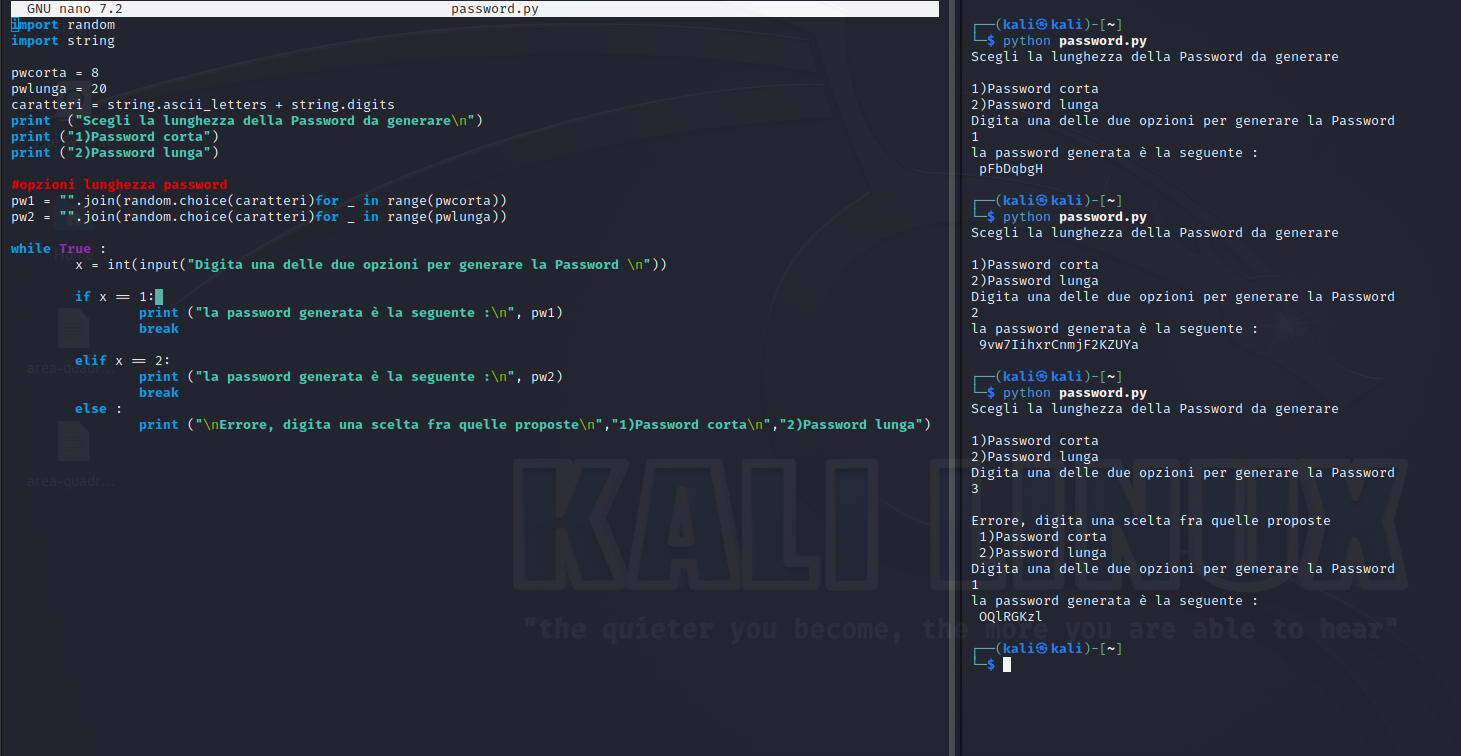 GNU nano 7.2 password.py
import random
import string
pwcorta = 8
pwlunga = 20
caratteri = string.ascii_letters + string.digits
print  ("Scegli la lunghezza della Password da generare\n")
print ("1)Password corta")
print ("2)Password lunga")
#opzioni lunghezza password
pw1 = "".join(random.choice(caratteri)for _ in range(pwcorta))
pw2 = "".join(random.choice(caratteri)for _ in range(pwlunga))
while True :
x = int(input("Digita una delle due opzioni per generare la Password \n"))
if x == 1:
print ("la password generata è la seguente :\n", pw1)
break
elif x == 2:
print ("la password generata è la seguente :\n", pw2)
break
else :
print ("\nErrore, digita una scelta fra quelle proposte\n","1)Password corta\n","2)Password lunga")
area-quadr...
area-quadr...
KALI LINUX
"the quieter you become, the more you are able to hear"
┌──(kali㉿kali)-[~]
└─$ python password.py
Scegli la lunghezza della Password da generare
1)Password corta
2)Password lunga
Digita una delle due opzioni per generare la Password
1
la password generata è la seguente :
pFbDqbgH
┌──(kali㉿kali)-[~]
└─$ python password.py
Scegli la lunghezza della Password da generare
1)Password corta
2)Password lunga
Digita una delle due opzioni per generare la Password
2
la password generata è la seguente :
9vw7IihxrCnmjF2KZUYa
┌──(kali㉿kali)-[~]
└─$ python password.py
Scegli la lunghezza della Password da generare
1)Password corta
2)Password lunga
Digita una delle due opzioni per generare la Password
3
Errore, digita una scelta fra quelle proposte
1)Password corta
2)Password lunga
Digita una delle due opzioni per generare la Password
1
la password generata è la seguente :
OQlRGKzl
┌──(kali㉿kali)-[~]
└─$